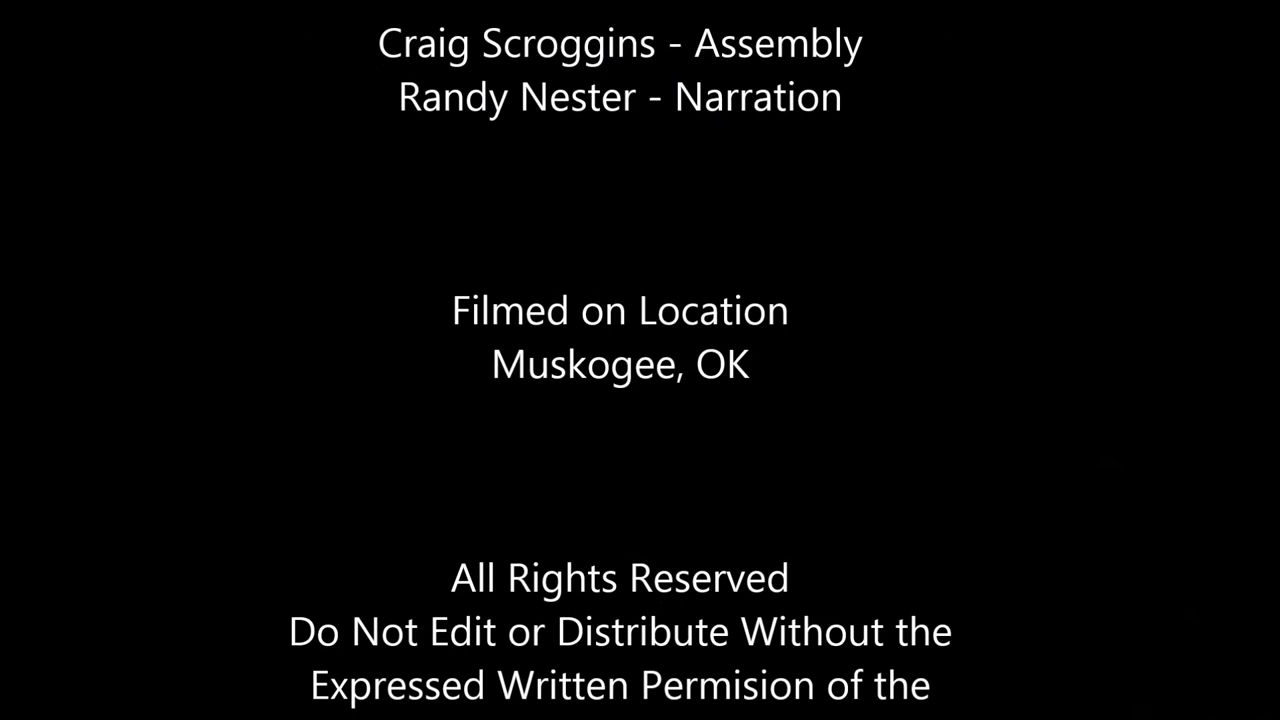 Craig Scroggins - Assembly
Randy Nester - Narration
Filmed on Location
Muskogee, OK
All Rights Reserved
Do Not Edit or Distribute Without the
Expressed Written Permision of the